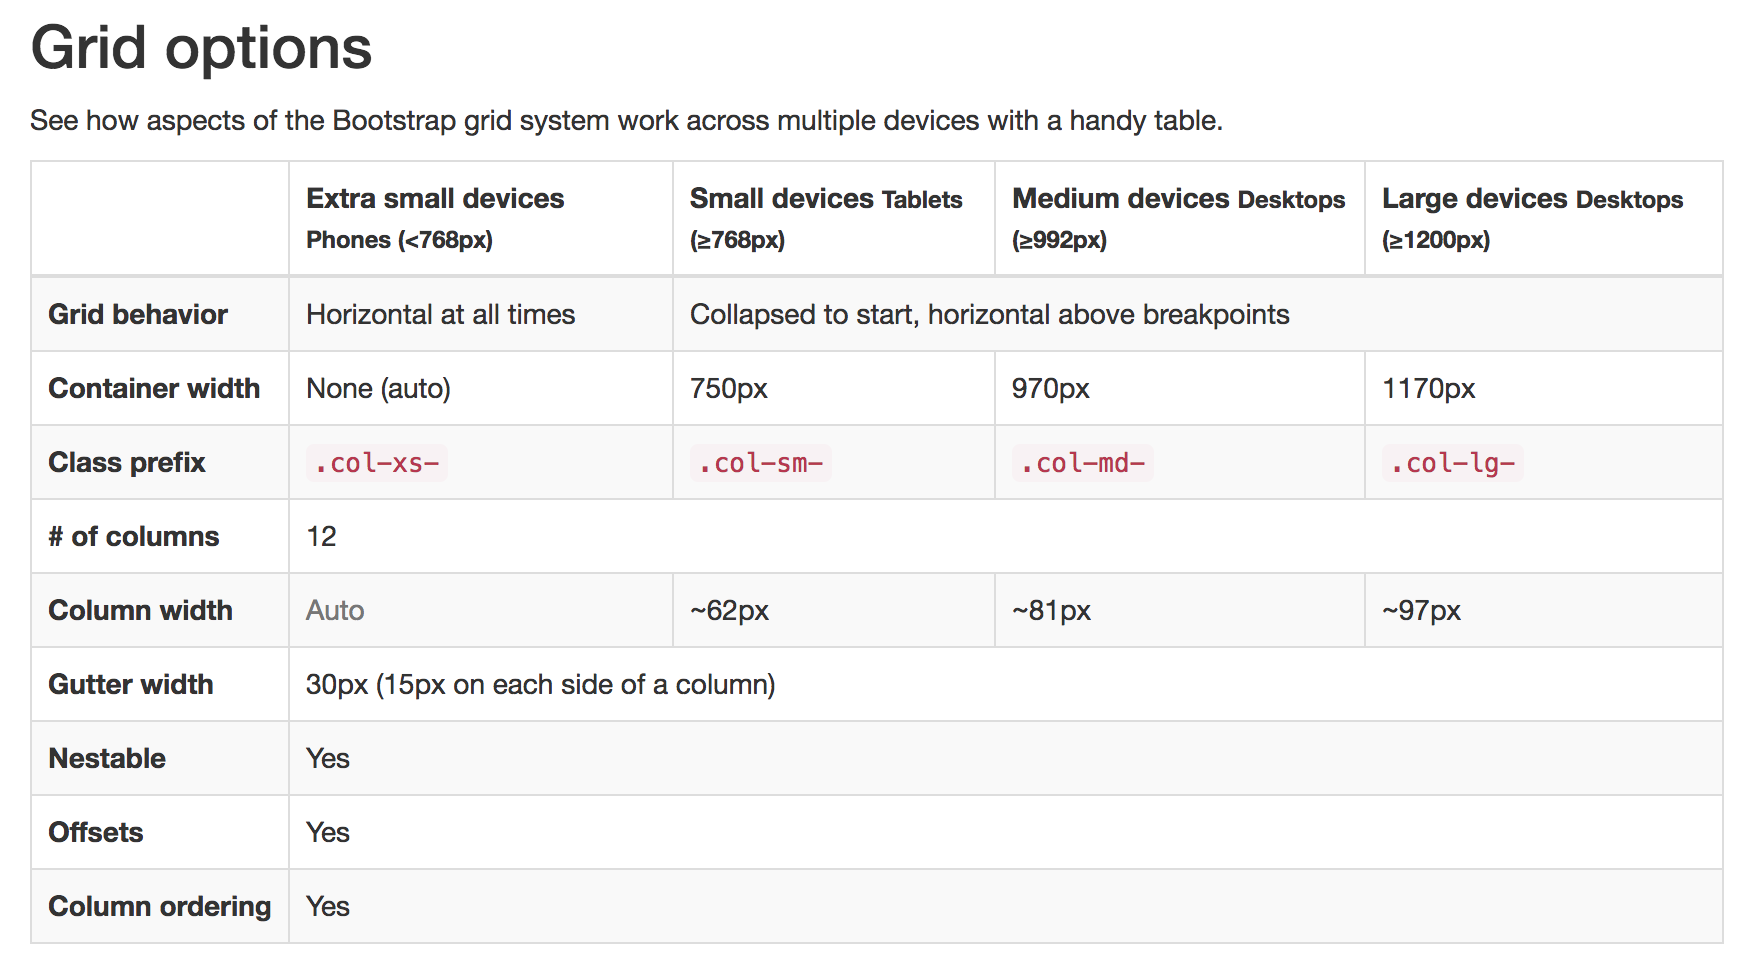 Grid options
See how aspects of the Bootstrap grid system work across multiple devices with a handy table.
Extra small devices Phones (<768px)
Small devices Tablets (≥768px)
Medium devices Desktops (≥992px)
Large devices Desktops (≥1200px)
Grid behavior Horizontal at all times Collapsed to start, horizontal above breakpoints
Container width None (auto) 750px 970px 1170px
Class prefix .col-xs- .col-sm- .col-md- .col-lg-
# of columns 12
Column width Auto ~62px ~81px ~97px
Gutter width 30px (15px on each side of a column)
Nestable Yes
Offsets Yes
Column ordering Yes